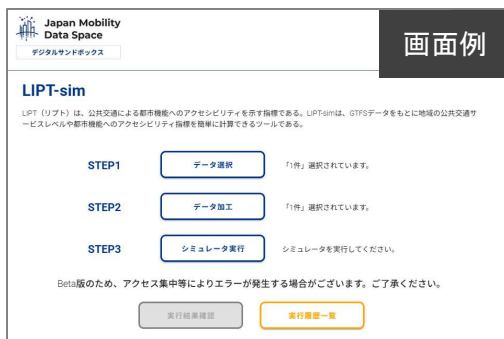 Japan Mobility
Data Space
デジタルサンドボックス
画面例
LIPT-sim
LIPT（リプト）は、公共交通による都市機能へのアクセシビリティを示す指標である。LIPT-simは、GTFSデータをもとに地域の公共交通サ
ービスレベルや都市機能へのアクセシビリティ指標を簡単に計算できるツールである。
STEP1 データ選択 「1件」選択されています。
STEP2 データ加工 「1件」選択されています。
STEP3 シミュレータ実行 シミュレータを実行してください。
Beta版のため、アクセス集中等によりエラーが発生する場合がございます。ご了承ください。
実行結果確認 実行履歴一覧